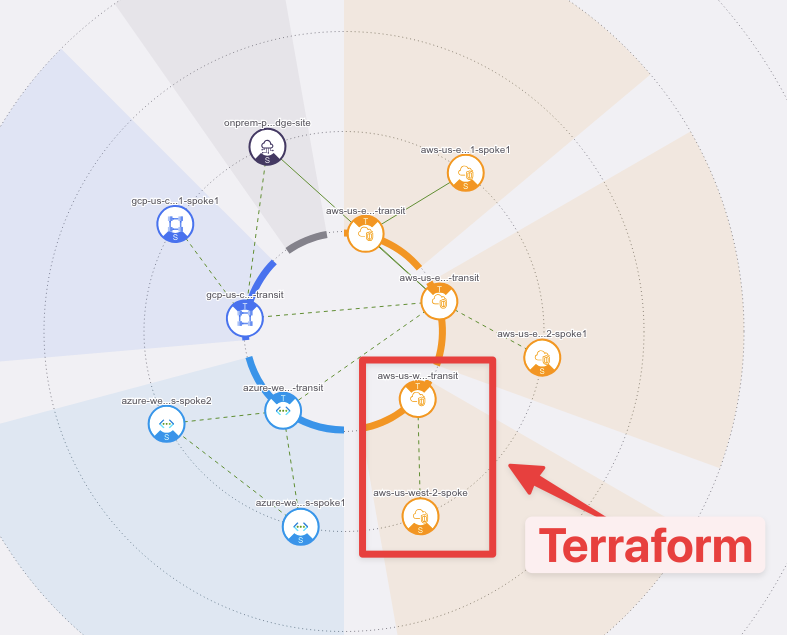 onprem-p...dge-site
S
aws-us-e...1-spoke1
S
gcp-us-c...1-spoke1
S
aws-us-e...-transit
T
aws-us-e...-transit
T
gcp-us-c...-transit
T
aws-us-e...2-spoke1
S
aws-us-w...-transit
T
azure-we...-transit
T
azure-we...s-spoke2
S
aws-us-west-2-spoke
S
azure-we...s-spoke1
S
Terraform